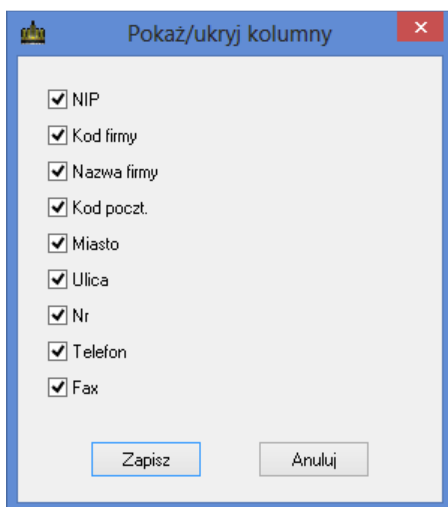 Pokaż/ukryj kolumny
NIP
Kod firmy
Nazwa firmy
Kod poczt.
Miasto
Ulica
Nr
Telefon
Fax
Zapisz
Anuluj